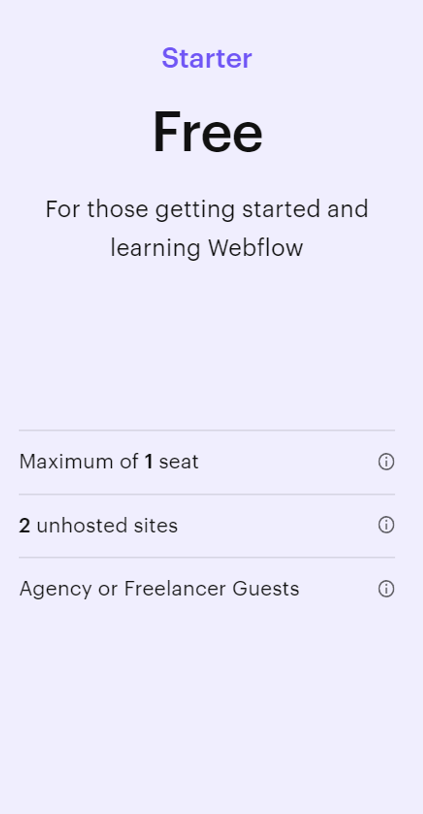 Starter
Free
For those getting started and
learning Webflow
Maximum of 1 seat
2 unhosted sites
Agency or Freelancer Guests